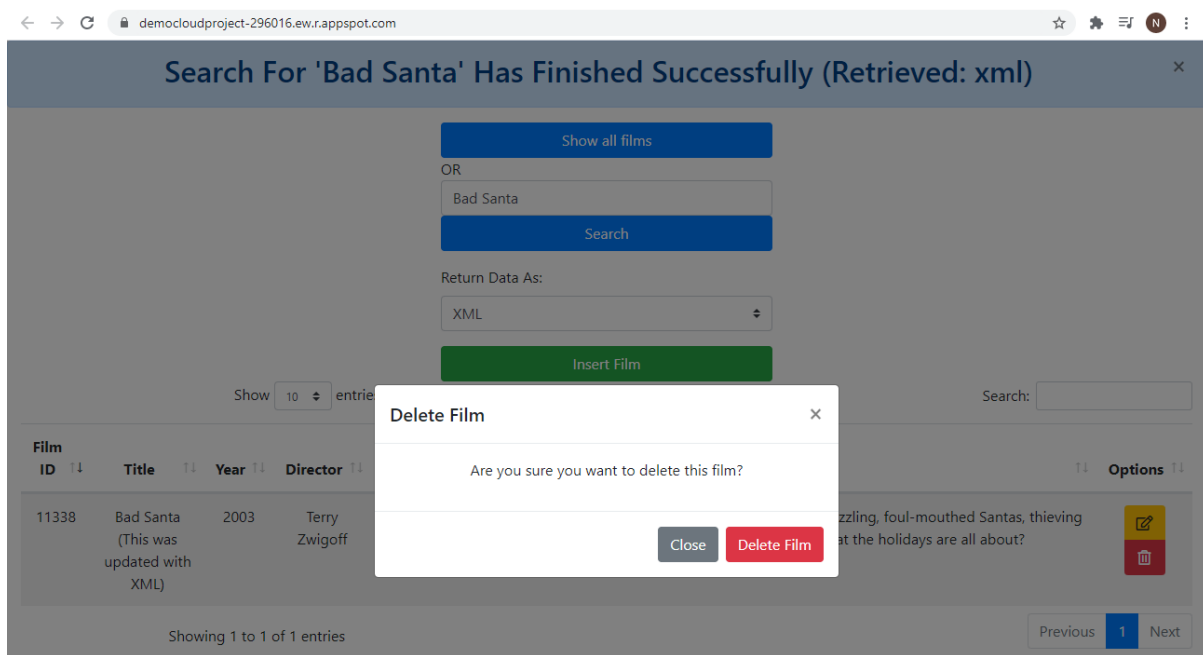 democloudproject-296016.ew.r.appspot.com
N
Search For 'Bad Santa' Has Finished Successfully (Retrieved: xml)
×
Show all films
OR
Bad Santa
Search
Return Data As:
XML
Insert Film
Show 10 entrie
Search:
Delete Film ×
Are you sure you want to delete this film?
Close Delete Film
Film
ID Title Year Director Options
11338 Bad Santa 2003 Terry zzling, foul-mouthed Santas, thieving
(This was Zwigoff at the holidays are all about?
updated with
XML)
Showing 1 to 1 of 1 entries
Previous 1 Next